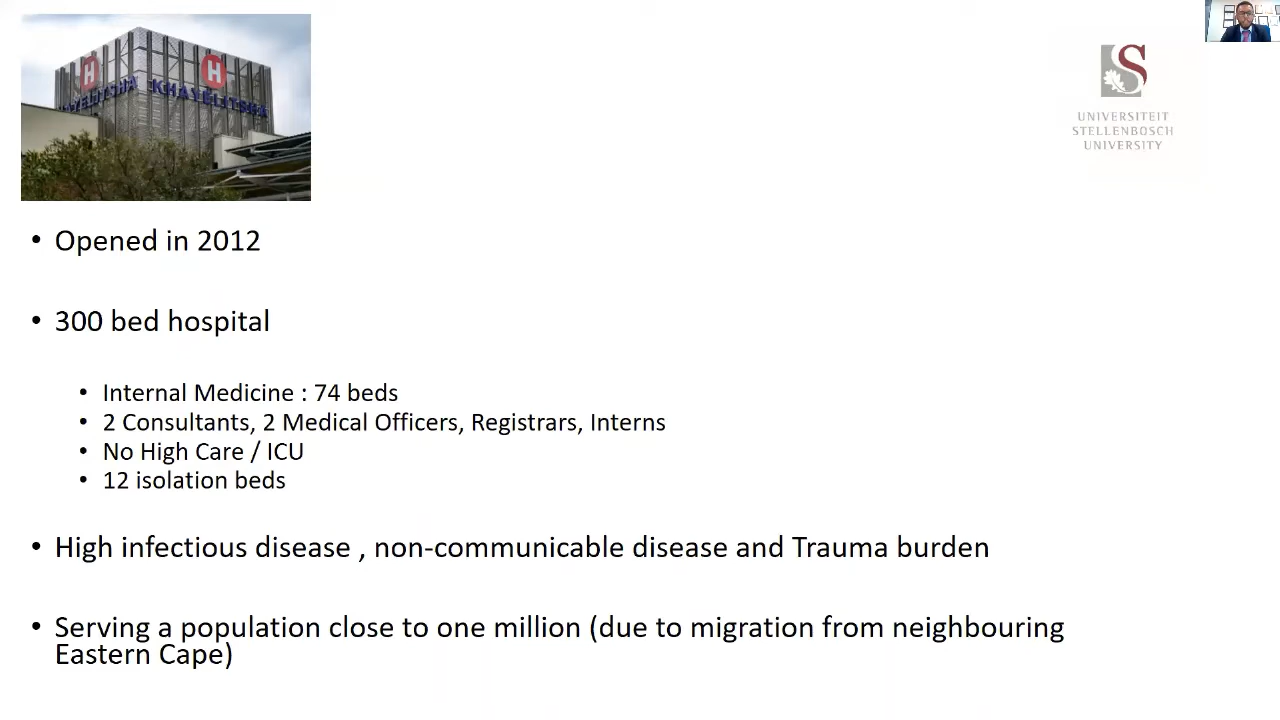 H H
KHAYELITSHA
UNIVERSITEIT
STELLENBOSCH
UNIVERSITY
• Opened in 2012
• 300 bed hospital
• Internal Medicine : 74 beds
• 2 Consultants, 2 Medical Officers, Registrars, Interns
• No High Care / ICU
• 12 isolation beds
• High infectious disease , non-communicable disease and Trauma burden
• Serving a population close to one million (due to migration from neighbouring
Eastern Cape)